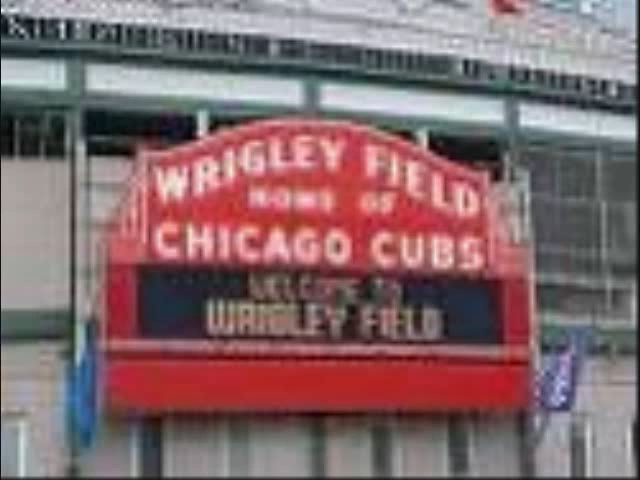 WRIGLEY FIELD
HOME OF
CHICAGO CUBS
WELCOME TO
WRIGLEY FIELD